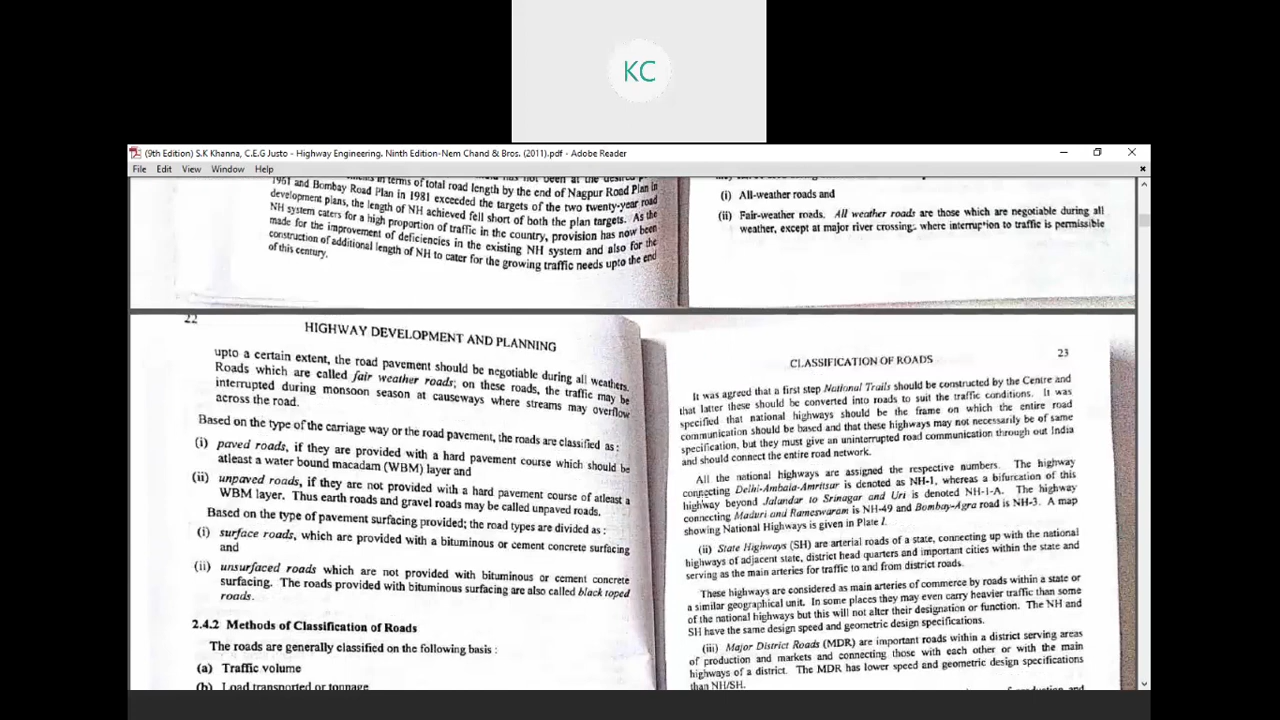 KC
(9th Edition) S.K Khanna, C.E.G Justo - Highway Engineering. Ninth Edition-Nem Chand & Bros. (2011).pdf - Adobe Reader
File Edit View Window Help
in terms of total road length by the end of Nagpur Road Plan in
1961 and Bombay Road Plan in 1981 exceeded the targets of the two twenty-year road
development plans, the length of NH achieved fell short of both the plan targets. As the
NH system caters for a high proportion of traffic in the country, provision has now been
made for the improvement of deficiencies in the existing NH system and also for the
construction of additional length of NH to cater for the growing traffic needs upto the end
of this century.
(i) All-weather roads and
(ii) Fair-weather roads. All weather roads are those which are negotiable during all
weather, except at major river crossing: where interruption to traffic is permissible
22
HIGHWAY DEVELOPMENT AND PLANNING
upto a certain extent, the road pavement should be negotiable during all weathers.
Roads which are called fair weather roads; on these roads, the traffic may be
interrupted during monsoon season at causeways where streams may overflow
across the road.
Based on the type of the carriage way or the road pavement, the roads are classified as :
(i) paved roads, if they are provided with a hard pavement course which should be
atleast a water bound macadam (WBM) layer and
(ii) unpaved roads, if they are not provided with a hard pavement course of atleast a
WBM layer. Thus earth roads and gravel roads may be called unpaved roads.
Based on the type of pavement surfacing provided; the road types are divided as :
(i) surface roads, which are provided with a bituminous or cement concrete surfacing
and
(ii) unsurfaced roads which are not provided with bituminous or cement concrete
surfacing. The roads provided with bituminous surfacing are also called black toped
roads.
2.4.2 Methods of Classification of Roads
The roads are generally classified on the following basis :
(a) Traffic volume
(b) Load transported or tonnage
CLASSIFICATION OF ROADS
23
It was agreed that a first step National Trails should be constructed by the Centre and
that latter these should be converted into roads to suit the traffic conditions. It was
specified that national highways should be the frame on which the entire road
communication should be based and that these highways may not necessarily be of same
specification, but they must give an uninterrupted road communication through out India
and should connect the entire road network.
All the national highways are assigned the respective numbers. The highway
connecting Delhi-Ambala-Amritsar is denoted as NH-1, whereas a bifurcation of this
highway beyond Jalandar to Srinagar and Uri is denoted NH-1-A. The highway
connecting Maduri and Rameswaram is NH-49 and Bombay-Agra road is NH-3. A map
showing National Highways is given in Plate I.
(ii) State Highways (SH) are arterial roads of a state, connecting up with the national
highways of adjacent state, district head quarters and important cities within the state and
serving as the main arteries for traffic to and from district roads.
These highways are considered as main arteries of commerce by roads within a state or
a similar geographical unit. In some places they may even carry heavier traffic than some
of the national highways but this will not alter their designation or function. The NH and
SH have the same design speed and geometric design specifications.
(iii) Major District Roads (MDR) are important roads within a district serving areas
of production and markets and connecting those with each other or with the main
highways of a district. The MDR has lower speed and geometric design specifications
than NH/SH.